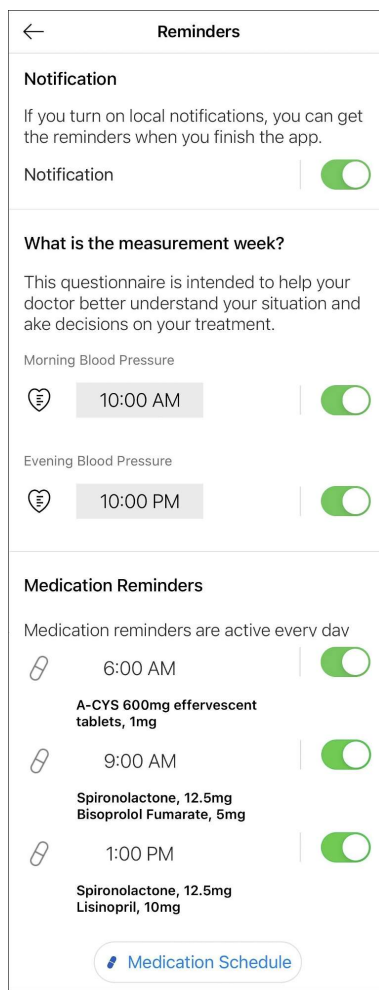 Reminders
Notification
If you turn on local notifications, you can get
the reminders when you finish the app.
Notification
What is the measurement week?
This questionnaire is intended to help your
doctor better understand your situation and
ake decisions on your treatment.
Morning Blood Pressure
10:00 AM
Evening Blood Pressure
10:00 PM
Medication Reminders
Medication reminders are active every day
6:00 AM
A-CYS 600mg effervescent
tablets, 1mg
9:00 AM
Spironolactone, 12.5mg
Bisoprolol Fumarate, 5mg
1:00 PM
Spironolactone, 12.5mg
Lisinopril, 10mg
Medication Schedule